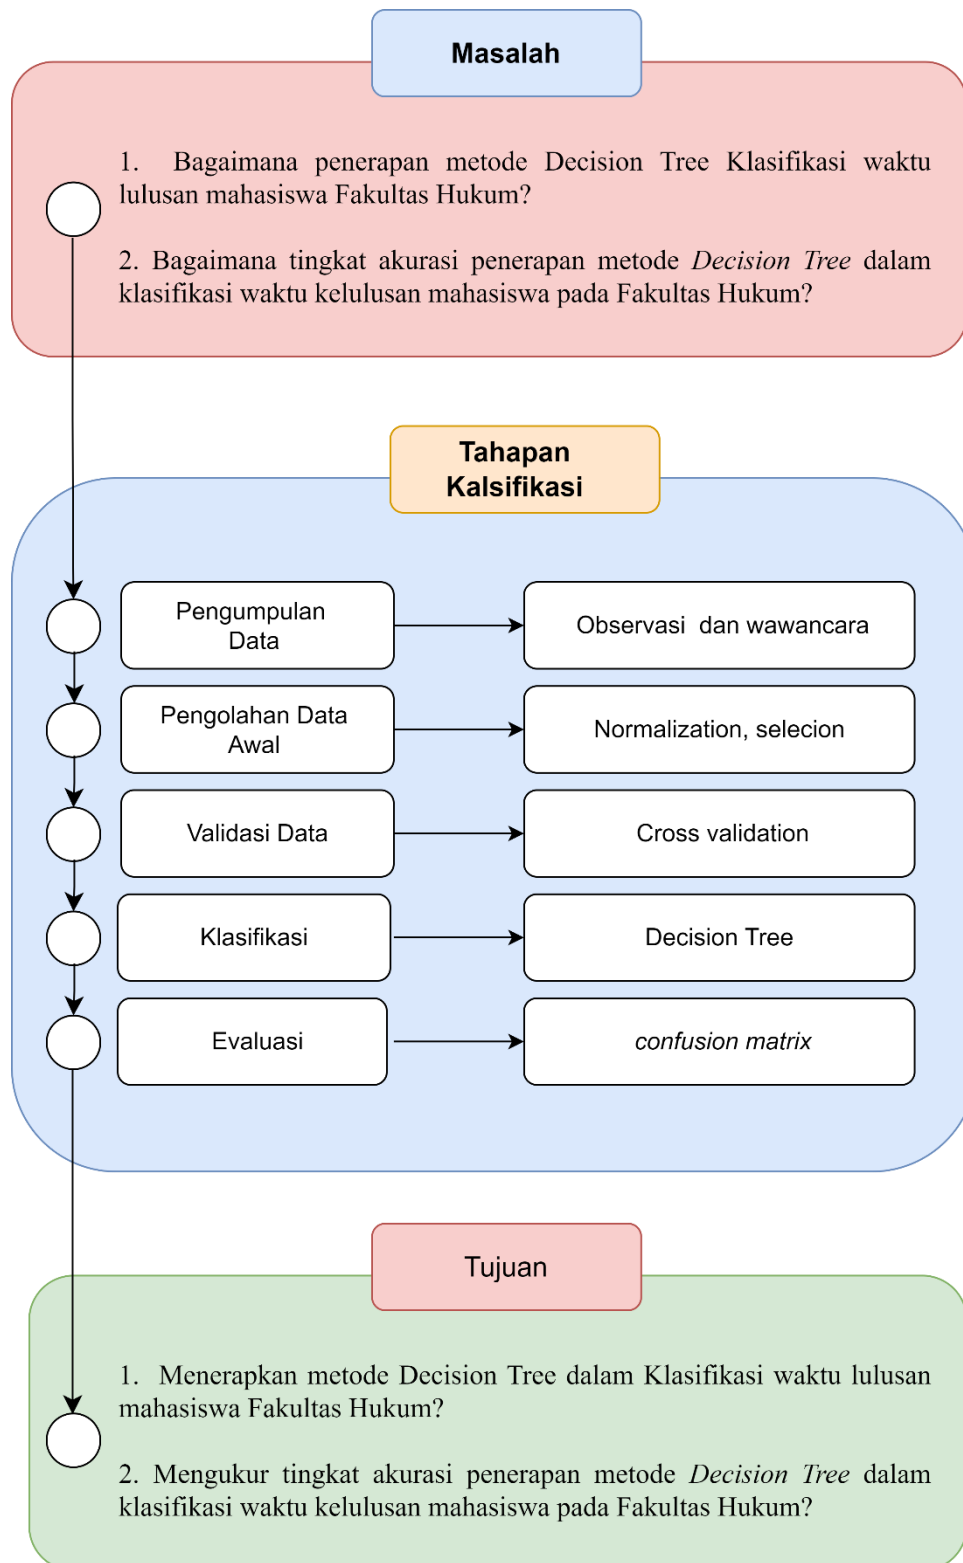 Masalah
1. Bagaimana penerapan metode Decision Tree Klasifikasi waktu
lulusan mahasiswa Fakultas Hukum?
2. Bagaimana tingkat akurasi penerapan metode Decision Tree dalam
klasifikasi waktu kelulusan mahasiswa pada Fakultas Hukum?
Tahapan
Kalsifikasi
Pengumpulan
Data
Observasi dan wawancara
Pengolahan Data
Awal
Normalization, selecion
Validasi Data
Cross validation
Klasifikasi
Decision Tree
Evaluasi
confusion matrix
Tujuan
1. Menerapkan metode Decision Tree dalam Klasifikasi waktu lulusan
mahasiswa Fakultas Hukum?
2. Mengukur tingkat akurasi penerapan metode Decision Tree dalam
klasifikasi waktu kelulusan mahasiswa pada Fakultas Hukum?